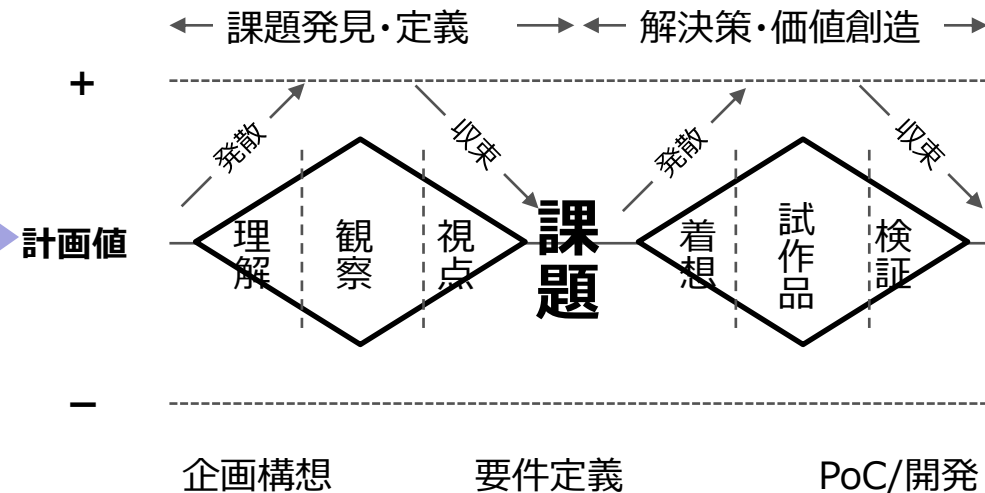 課題発見・定義
解決策・価値創造
+
発散
収束
発散
収束
計画値
理解
観察
視点
課題
着想
試作品
検証
−
企画構想
要件定義
PoC/開発